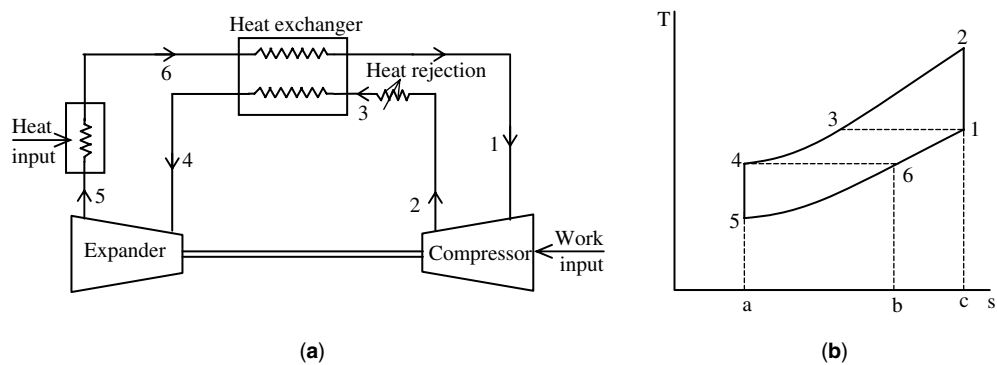 Heat exchanger
6
Heat rejection
3
Heat
input
1
4
5
2
Expander
Compressor
Work
input
(a)
T
2
3
1
4
6
5
a
b
c
s
(b)